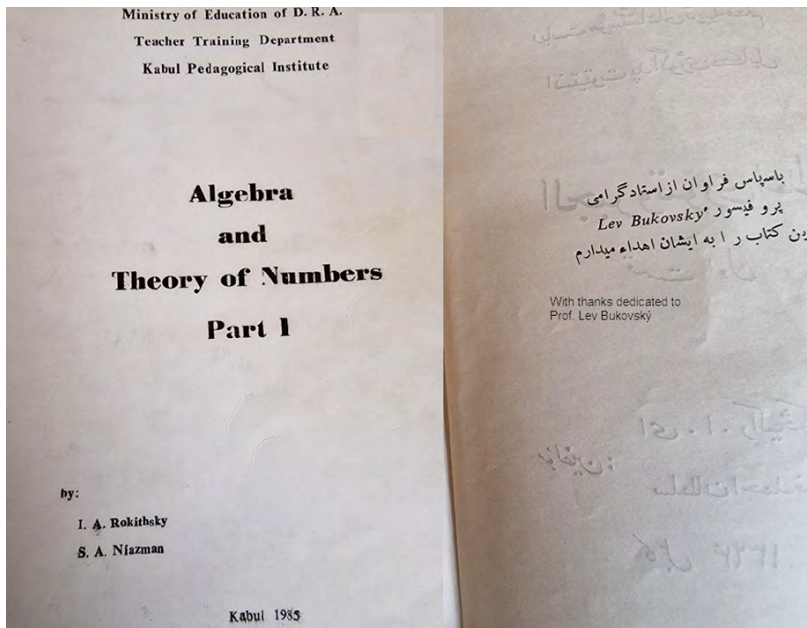 Ministry of Education of D. R. A.
Teacher Training Department
Kabul Pedagogical Institute
Algebra
and
Theory of Numbers
Part I
by:
I. A. Rokithsky
S. A. Niazman
Kabul 1985
باسپاس فراوان از استاد گرامی
پرو فیسور Lev Bukovsky'
ین کتاب ر ا به ایشان اهداء میدارم
With thanks dedicated to
Prof. Lev Bukovský